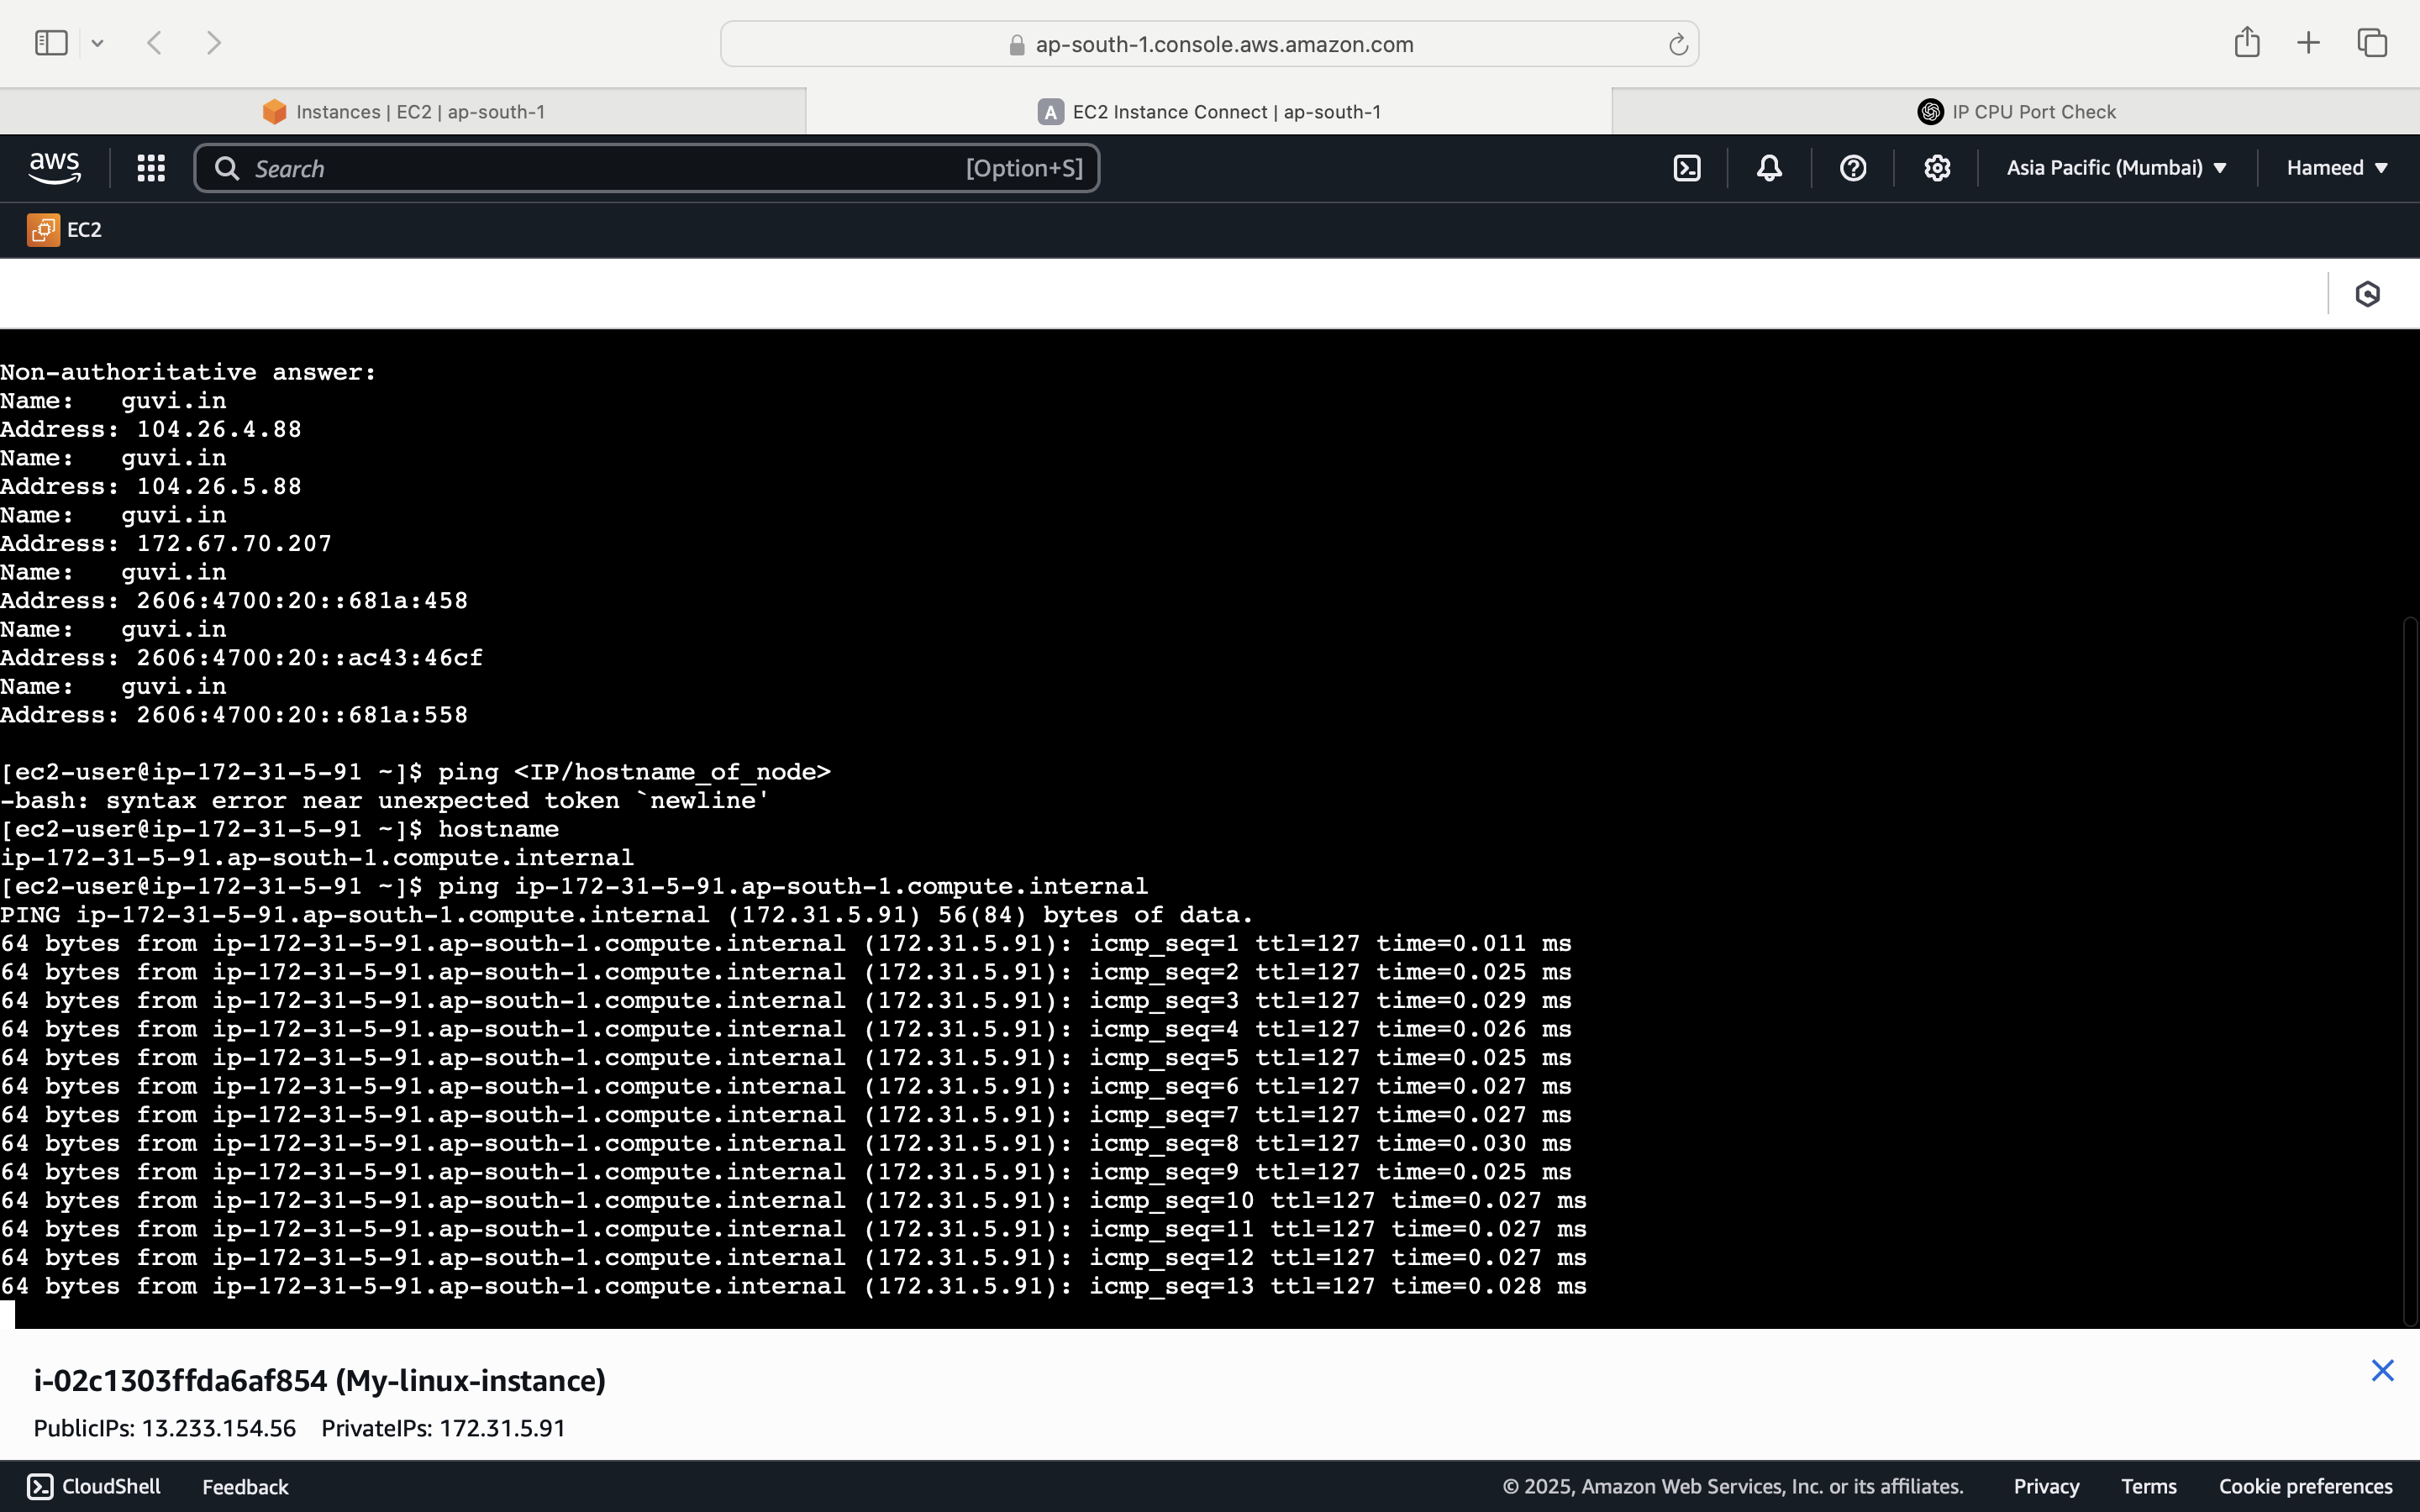 ap-south-1.console.aws.amazon.com
Instances | EC2 | ap-south-1
A EC2 Instance Connect | ap-south-1
IP CPU Port Check
aws
Search [Option+S]
Asia Pacific (Mumbai) ▼
Hameed ▼
EC2
Non-authoritative answer:
Name: guvi.in
Address: 104.26.4.88
Name: guvi.in
Address: 104.26.5.88
Name: guvi.in
Address: 172.67.70.207
Name: guvi.in
Address: 2606:4700:20::681a:458
Name: guvi.in
Address: 2606:4700:20::ac43:46cf
Name: guvi.in
Address: 2606:4700:20::681a:558
[ec2-user@ip-172-31-5-91 ~]$ ping <IP/hostname_of_node>
-bash: syntax error near unexpected token `newline'
[ec2-user@ip-172-31-5-91 ~]$ hostname
ip-172-31-5-91.ap-south-1.compute.internal
[ec2-user@ip-172-31-5-91 ~]$ ping ip-172-31-5-91.ap-south-1.compute.internal
PING ip-172-31-5-91.ap-south-1.compute.internal (172.31.5.91) 56(84) bytes of data.
64 bytes from ip-172-31-5-91.ap-south-1.compute.internal (172.31.5.91): icmp_seq=1 ttl=127 time=0.011 ms
64 bytes from ip-172-31-5-91.ap-south-1.compute.internal (172.31.5.91): icmp_seq=2 ttl=127 time=0.025 ms
64 bytes from ip-172-31-5-91.ap-south-1.compute.internal (172.31.5.91): icmp_seq=3 ttl=127 time=0.029 ms
64 bytes from ip-172-31-5-91.ap-south-1.compute.internal (172.31.5.91): icmp_seq=4 ttl=127 time=0.026 ms
64 bytes from ip-172-31-5-91.ap-south-1.compute.internal (172.31.5.91): icmp_seq=5 ttl=127 time=0.025 ms
64 bytes from ip-172-31-5-91.ap-south-1.compute.internal (172.31.5.91): icmp_seq=6 ttl=127 time=0.027 ms
64 bytes from ip-172-31-5-91.ap-south-1.compute.internal (172.31.5.91): icmp_seq=7 ttl=127 time=0.027 ms
64 bytes from ip-172-31-5-91.ap-south-1.compute.internal (172.31.5.91): icmp_seq=8 ttl=127 time=0.030 ms
64 bytes from ip-172-31-5-91.ap-south-1.compute.internal (172.31.5.91): icmp_seq=9 ttl=127 time=0.025 ms
64 bytes from ip-172-31-5-91.ap-south-1.compute.internal (172.31.5.91): icmp_seq=10 ttl=127 time=0.027 ms
64 bytes from ip-172-31-5-91.ap-south-1.compute.internal (172.31.5.91): icmp_seq=11 ttl=127 time=0.027 ms
64 bytes from ip-172-31-5-91.ap-south-1.compute.internal (172.31.5.91): icmp_seq=12 ttl=127 time=0.027 ms
64 bytes from ip-172-31-5-91.ap-south-1.compute.internal (172.31.5.91): icmp_seq=13 ttl=127 time=0.028 ms
i-02c1303ffda6af854 (My-linux-instance)
PublicIPs: 13.233.154.56 PrivateIPs: 172.31.5.91
CloudShell Feedback © 2025, Amazon Web Services, Inc. or its affiliates. Privacy Terms Cookie preferences